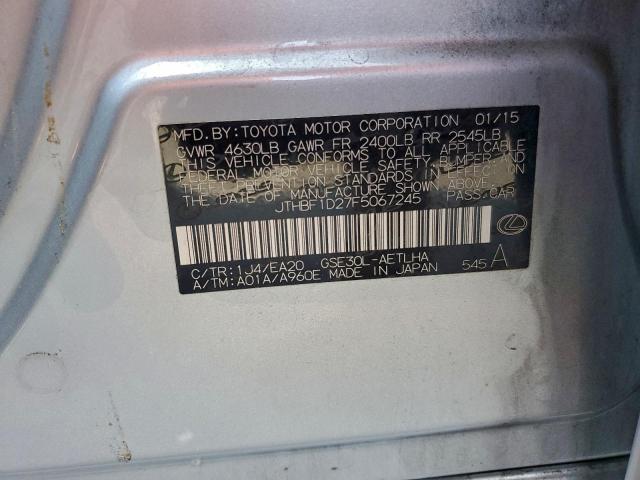 MFD. BY: TOYOTA MOTOR CORPORATION 01/15
GVWR 4630LB GAWR FR 2400LB RR 2545LB
THIS VEHICLE CONFORMS TO ALL APPLICABLE
FEDERAL MOTOR VEHICLE SAFETY, BUMPER AND
THEFT PREVENTION STANDARDS IN EFFECT ON
THE DATE OF MANUFACTURE SHOWN ABOVE.
JTHBF1D27F5067245 PASS.CAR
C/TR: 1J4/EA20 GSE30L-AETLHA
A/TM: A01A/A960E MADE IN JAPAN 545 A